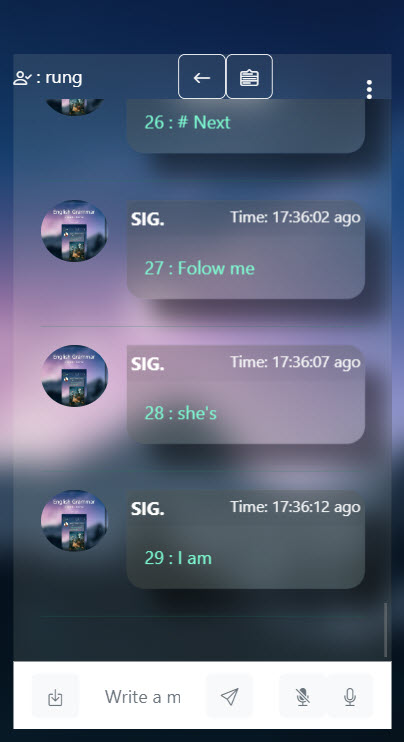 : rung
26 : # Next
English Grammar
SIG.
Time: 17:36:02 ago
27 : Folow me
English Grammar
SIG.
Time: 17:36:07 ago
28 : she's
English Grammar
SIG.
Time: 17:36:12 ago
29 : I am
Write a m